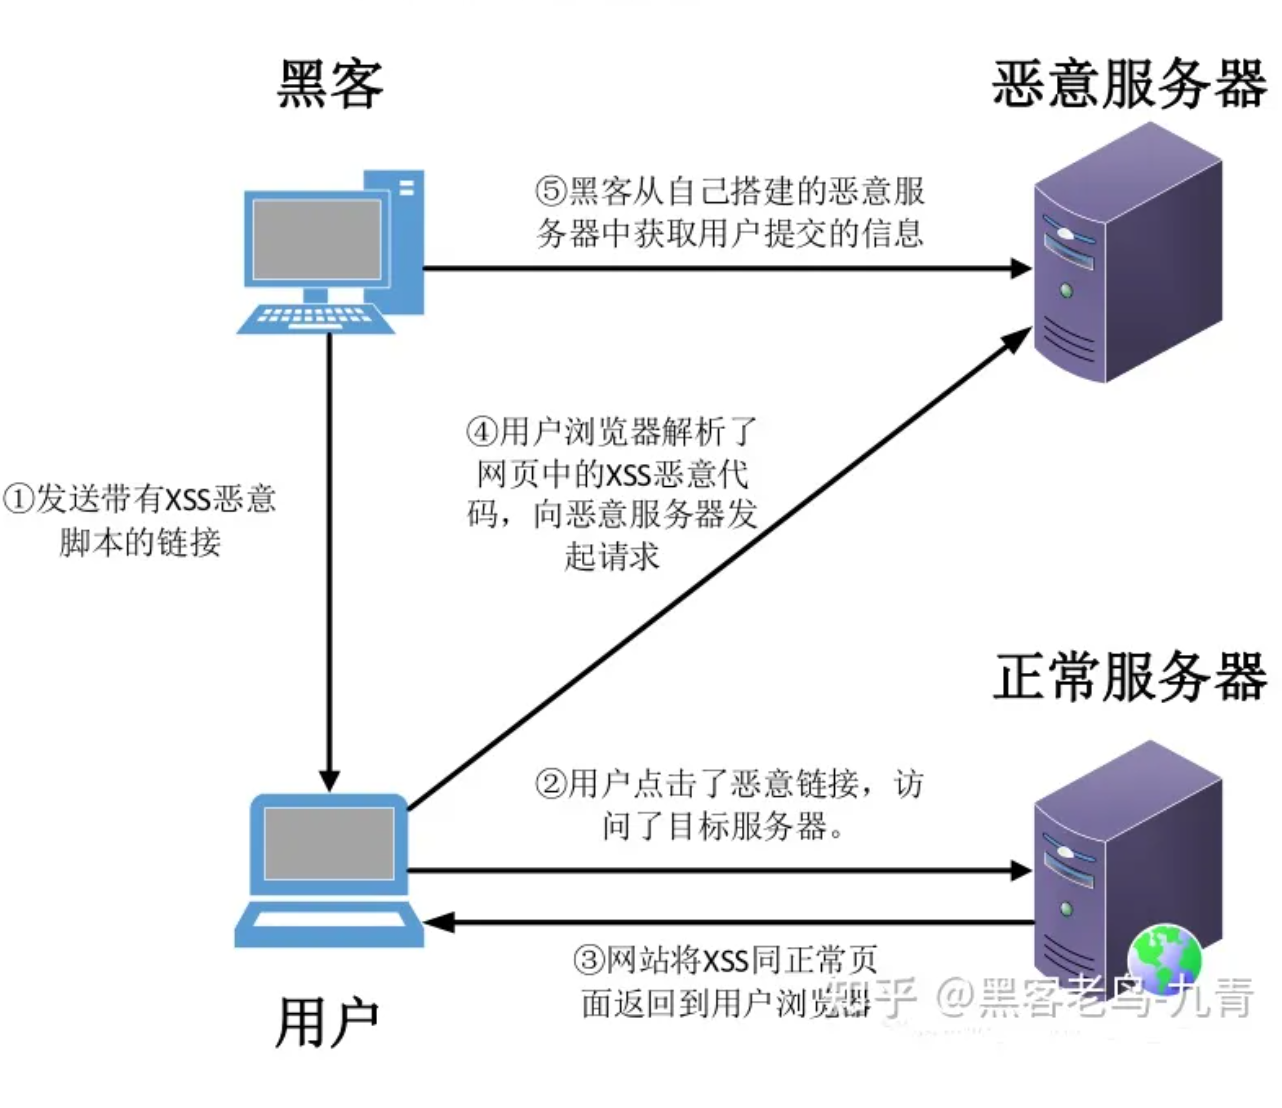 黑客
恶意服务器
⑤黑客从自己搭建的恶意服
务器中获取用户提交的信息
④用户浏览器解析了
网页中的XSS恶意代
码，向恶意服务器发
起请求
①发送带有XSS恶意
脚本的链接
正常服务器
②用户点击了恶意链接，访
问了目标服务器。
③网站将XSS同正常页
面返回到用户浏览器
用户
知乎 @黑客老鸟-九青